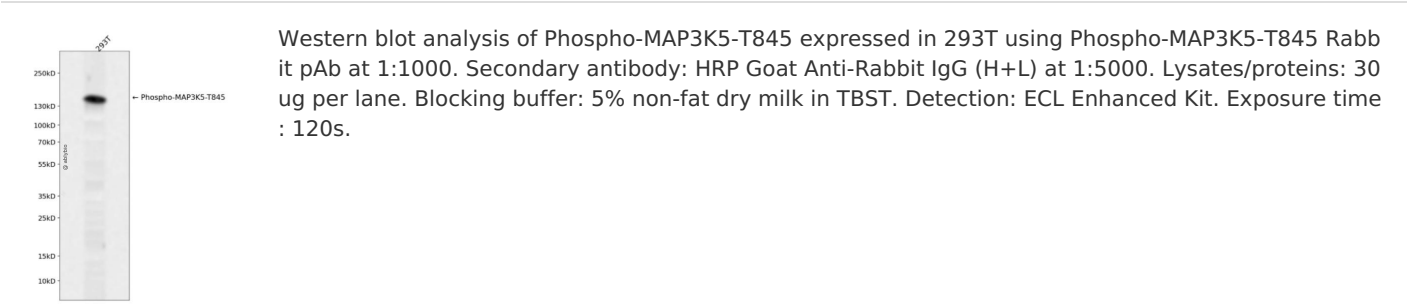 293T
250kD
130kD
100kD
70kD
55kD
35kD
25kD
15kD
10kD
← Phospho-MAP3K5-T845
@ abybio
Western blot analysis of Phospho-MAP3K5-T845 expressed in 293T using Phospho-MAP3K5-T845 Rabb
it pAb at 1:1000. Secondary antibody: HRP Goat Anti-Rabbit IgG (H+L) at 1:5000. Lysates/proteins: 30
ug per lane. Blocking buffer: 5% non-fat dry milk in TBST. Detection: ECL Enhanced Kit. Exposure time
: 120s.